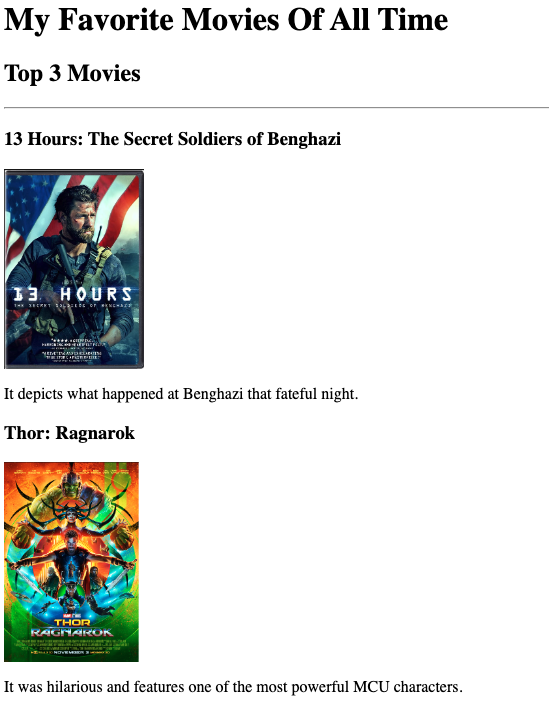 My Favorite Movies Of All Time
Top 3 Movies
13 Hours: The Secret Soldiers of Benghazi
13 HOURS
THE SECRET SOLDIERS OF BENGHAZI
It depicts what happened at Benghazi that fateful night.
Thor: Ragnarok
THOR
RAGNAROK
NOVEMBER 3
It was hilarious and features one of the most powerful MCU characters.